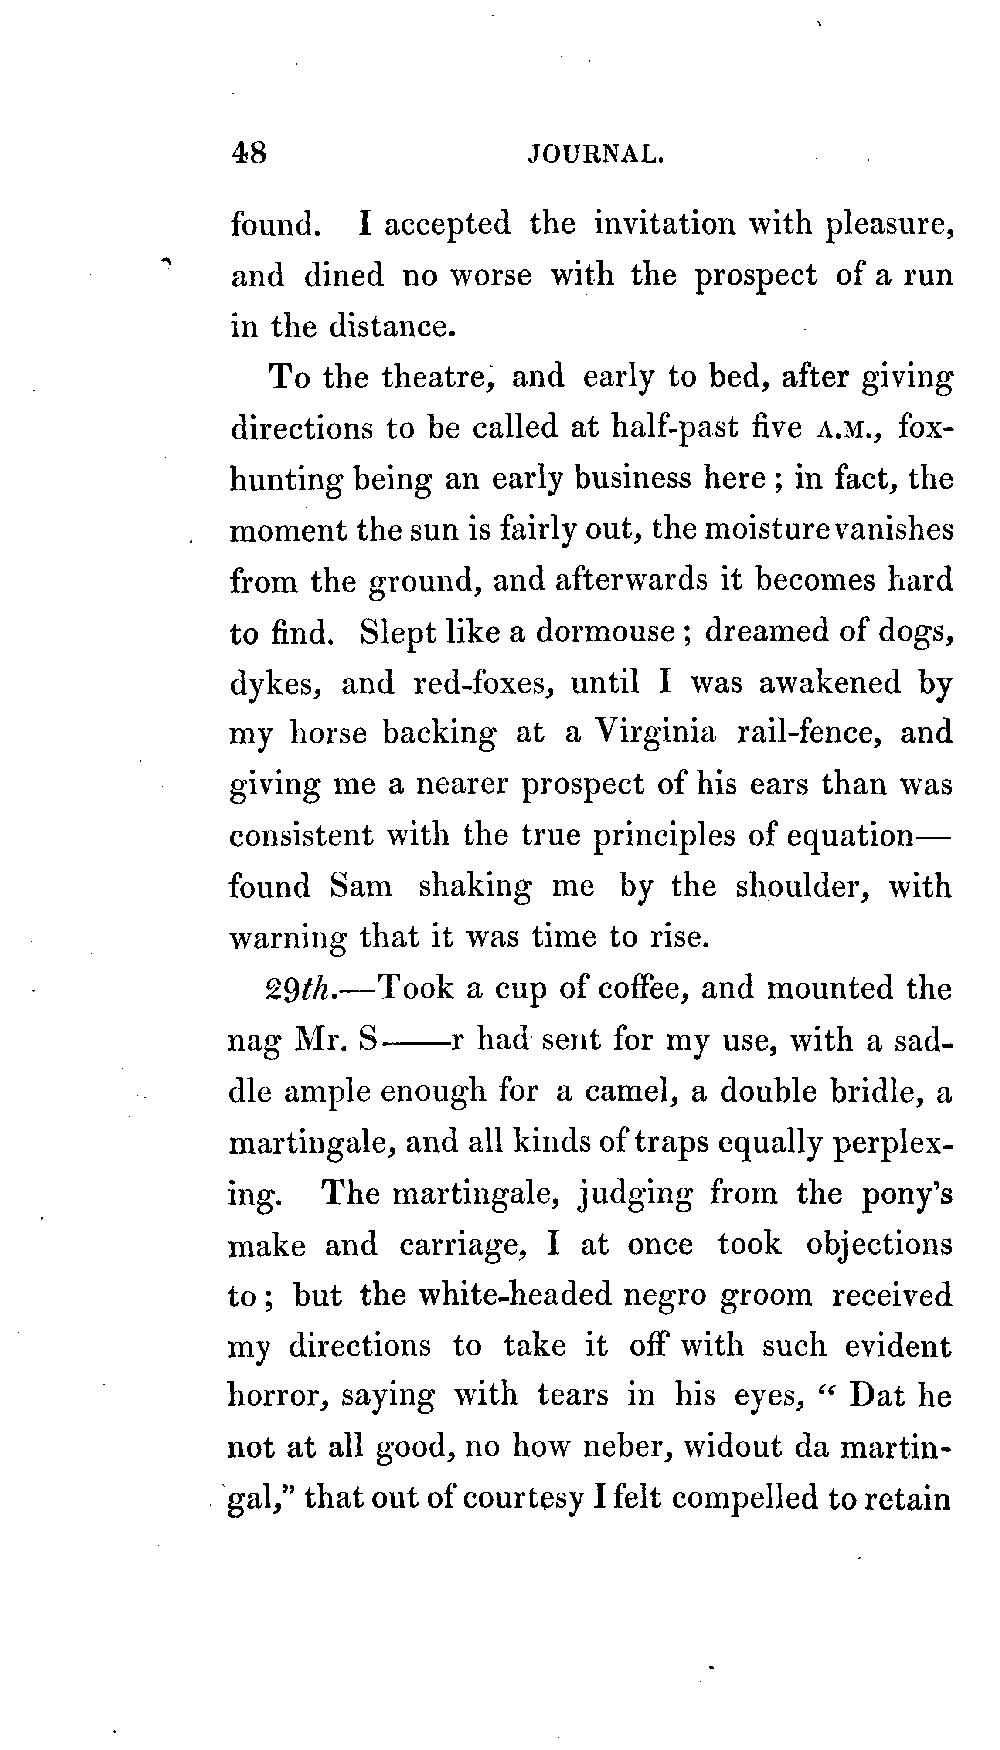 48 JOURNAL.
found. I accepted the invitation with pleasure,
and dined no worse with the prospect of a run
in the distance.
To the theatre, and early to bed, after giving
directions to be called at half-past five A.M., fox-
hunting being an early business here ; in fact, the
moment the sun is fairly out, the moisture vanishes
from the ground, and afterwards it becomes hard
to find. Slept like a dormouse ; dreamed of dogs,
dykes, and red-foxes, until I was awakened by
my horse backing at a Virginia rail-fence, and
giving me a nearer prospect of his ears than was
consistent with the true principles of equation—
found Sam shaking me by the shoulder, with
warning that it was time to rise.
29th.—Took a cup of coffee, and mounted the
nag Mr. S——r had sent for my use, with a sad-
dle ample enough for a camel, a double bridle, a
martingale, and all kinds of traps equally perplex-
ing. The martingale, judging from the pony's
make and carriage, I at once took objections
to ; but the white-headed negro groom received
my directions to take it off with such evident
horror, saying with tears in his eyes, “ Dat he
not at all good, no how neber, widout da martin-
gal,” that out of courtesy I felt compelled to retain